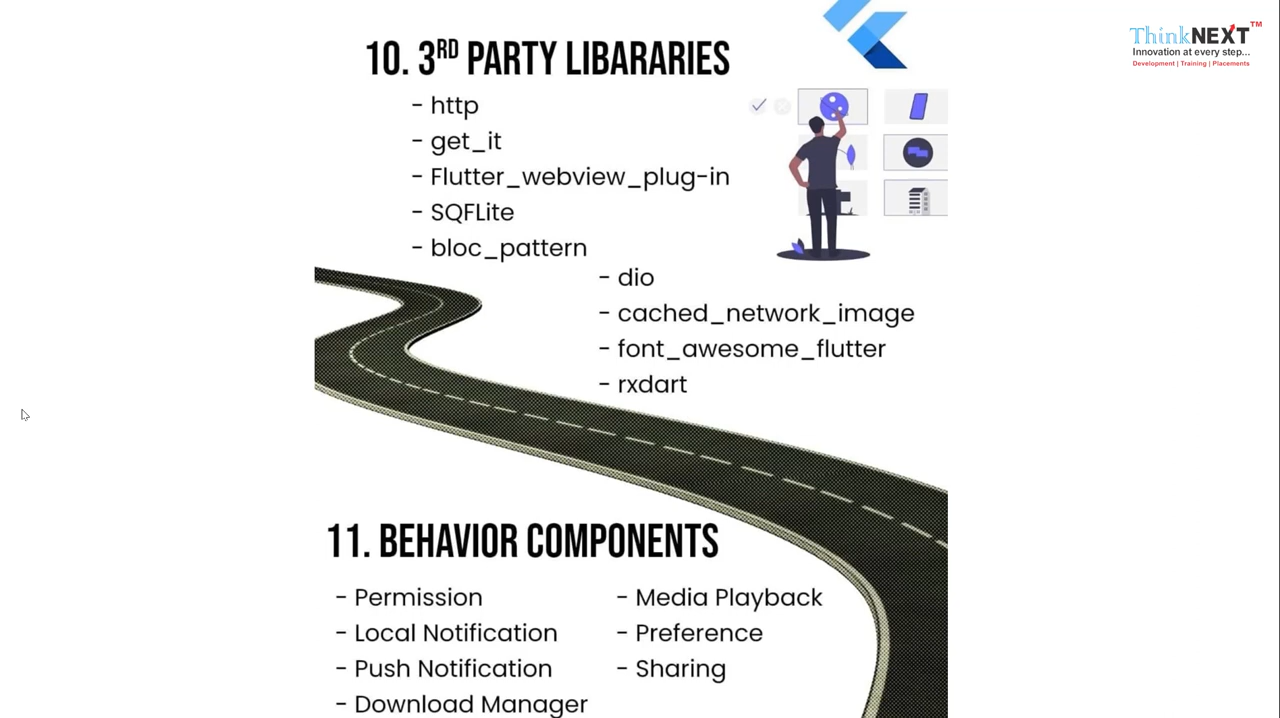 ThinkNEXT™
Innovation at every step...
Development | Training | Placements
10. 3RD PARTY LIBARARIES
- http
- get_it
- Flutter_webview_plug-in
- SQFLite
- bloc_pattern
- dio
- cached_network_image
- font_awesome_flutter
- rxdart
11. BEHAVIOR COMPONENTS
- Permission
- Local Notification
- Push Notification
- Download Manager
- Media Playback
- Preference
- Sharing